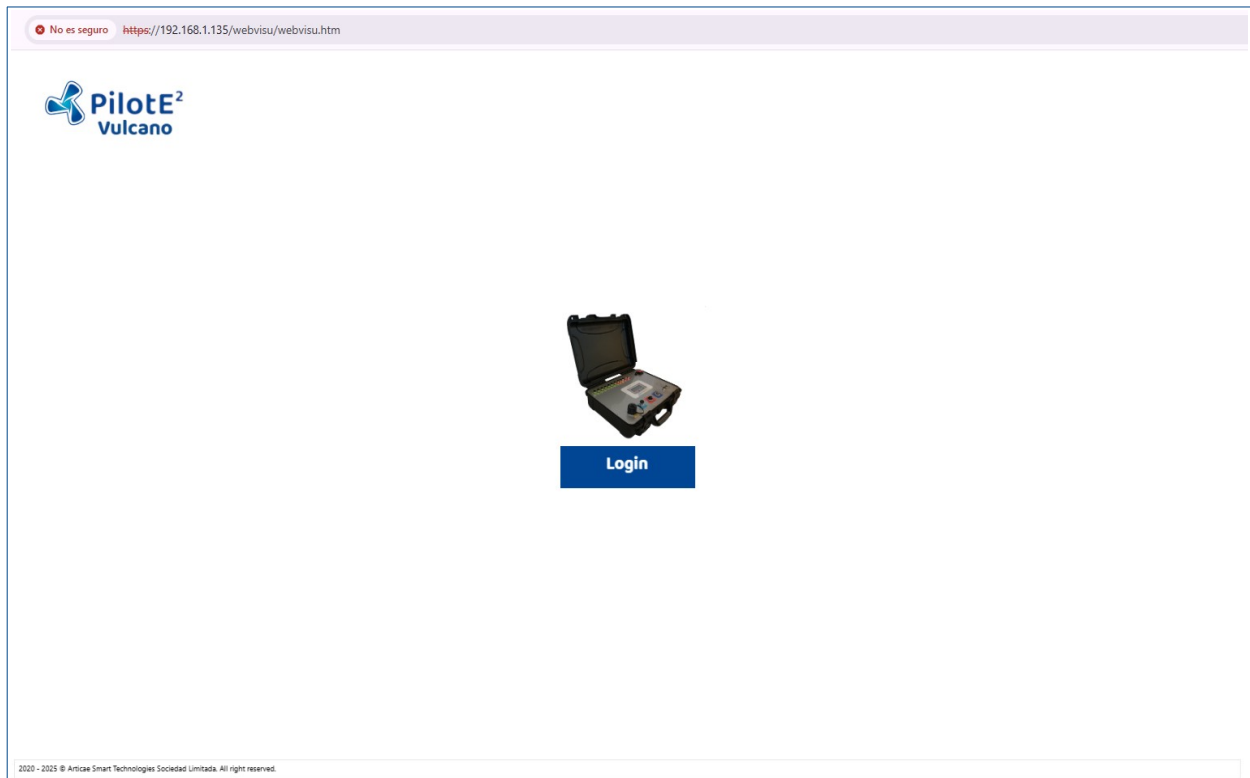 No es seguro https://192.168.1.135/webvisu/webvisu.htm
PilotE²
Vulcano
Login
2020 - 2025 © Articae Smart Technologies Sociedad Limitada. All right reserved.